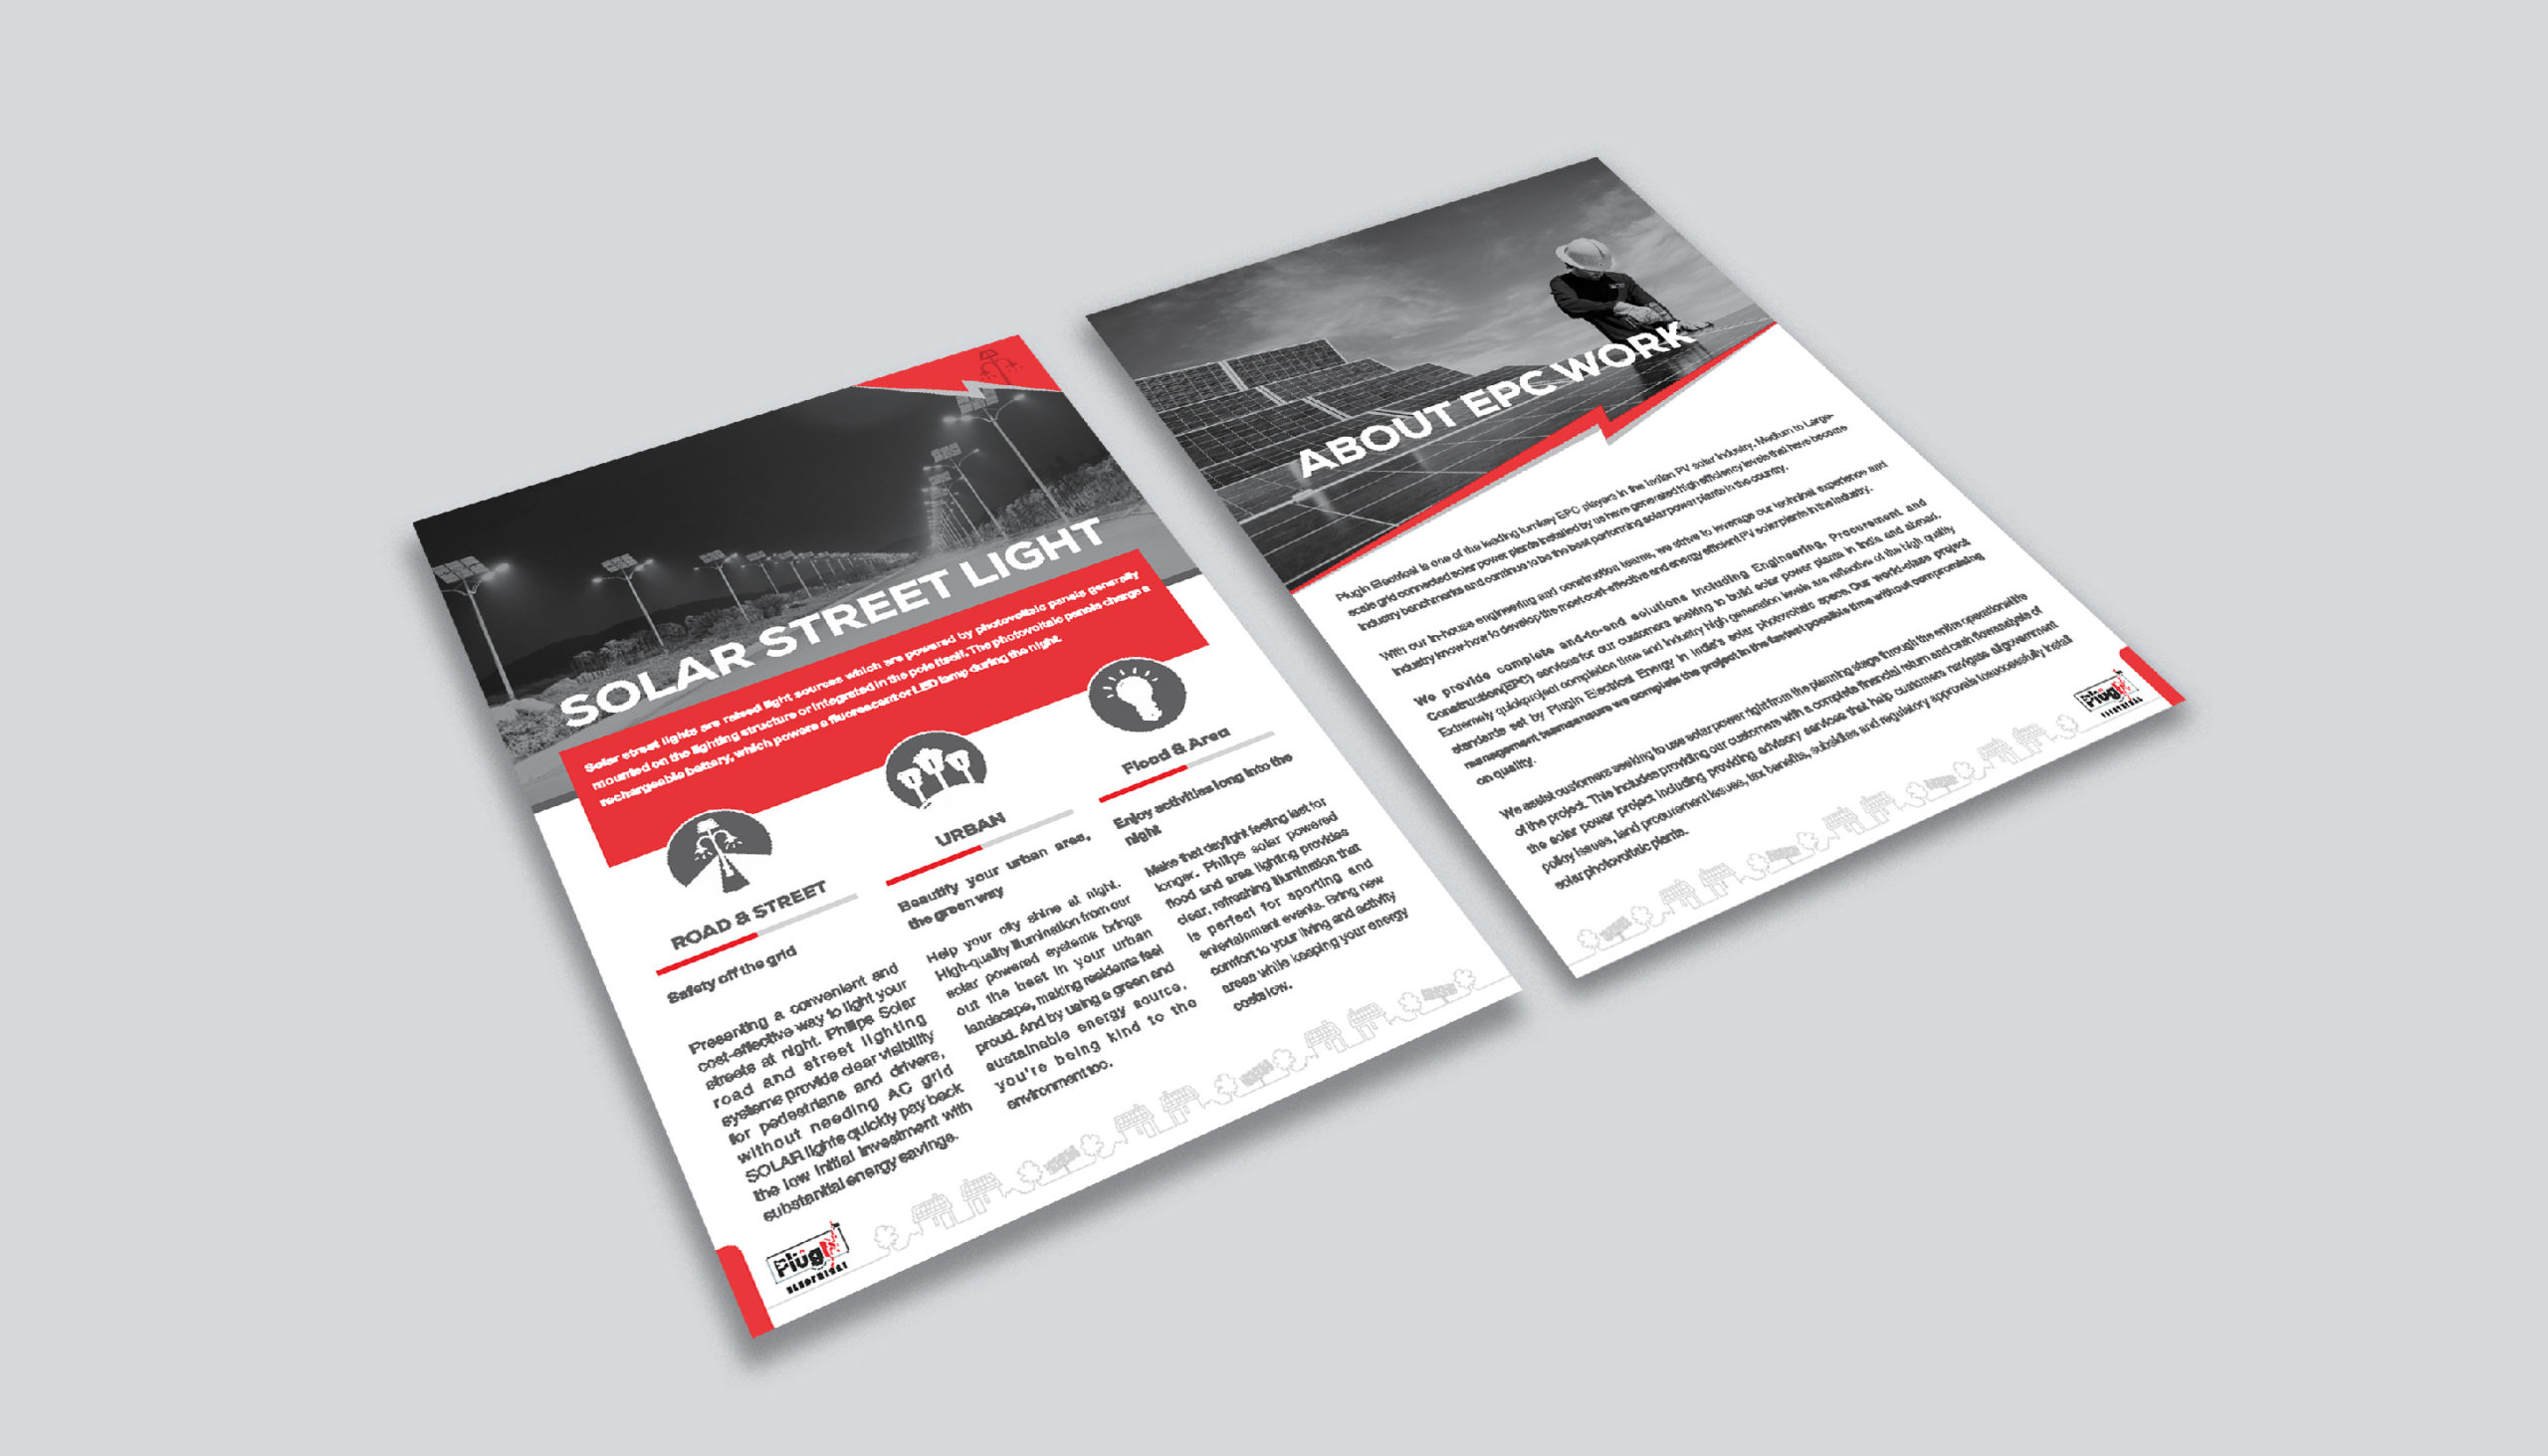 SOLAR STREET LIGHT
Solar street lights are raised light sources which are powered by photovoltaic panels generally
mounted on the lighting structure or integrated in the pole itself. The photovoltaic panels charge a
rechargeable battery, which powers a fluorescent or LED lamp during the night.
ROAD & STREET
Safety off the grid
Presenting a convenient and
cost-effective way to light your
streets at night. Philips Solar
road and street lighting
systems provide clear visibility
for pedestrians and drivers,
without needing AC grid
SOLAR lights quickly pay back
the low initial investment with
substantial energy savings.
URBAN
Beautify your urban area,
the green way
Help your city shine at night.
High-quality illumination from our
solar powered systems brings
out the best in your urban
landscape, making residents feel
proud. And by using a green and
sustainable energy source,
you're being kind to the
environment too.
Flood & Area
Enjoy activities long into the
night
Make that daylight feeling last for
longer. Philips solar powered
flood and area lighting provides
clear, refreshing illumination that
is perfect for sporting and
entertainment events. Bring new
comfort to your living and activity
areas while keeping your energy
costs low.
Plug
ELECTRICAL
ABOUT EPC WORK
Plugin Electrical is one of the leading turnkey EPC players in the Indian PV solar industry. Medium to Large-
scale grid connected solar power plants installed by us have generated high efficiency levels that have become
industry benchmarks and continue to be the best performing solar power plants in the country.
With our in-house engineering and construction teams, we strive to leverage our technical experience and
industry know-how to develop the most cost-effective and energy efficient PV solar plants in the industry.
We provide complete end-to-end solutions including Engineering, Procurement, and
Construction(EPC) services for our customers seeking to build solar power plants in India and abroad.
Extremely quick project completion time and industry high generation levels are reflective of the high quality
standards set by Plugin Electrical Energy in India's solar photovoltaic space. Our world-class project
management teams ensure we complete the project in the fastest possible time without compromising
on quality.
We assist customers seeking to use solar power right from the planning stage through the entire operational life
of the project. This includes providing our customers with a complete financial return and cash flow analysis of
the solar power project including providing advisory services that help customers navigate all government
policy issues, land procurement issues, tax benefits, subsidies and regulatory approvals to successfully install
solar photovoltaic plants.
Plug
ELECTRICAL